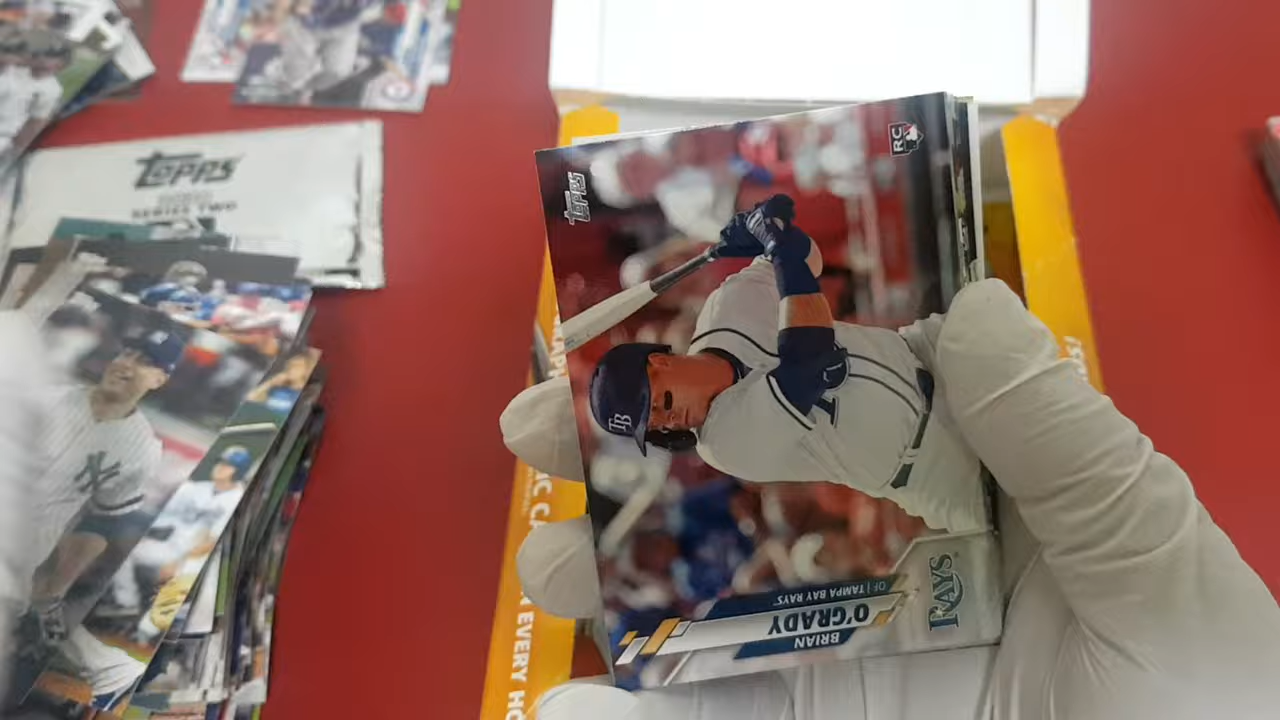 TOPPS
SERIES TWO
TOPPS
RC
TB
BRIAN
O'GRADY
OF | TAMPA BAY RAYS
RAYS
NY
EVERY